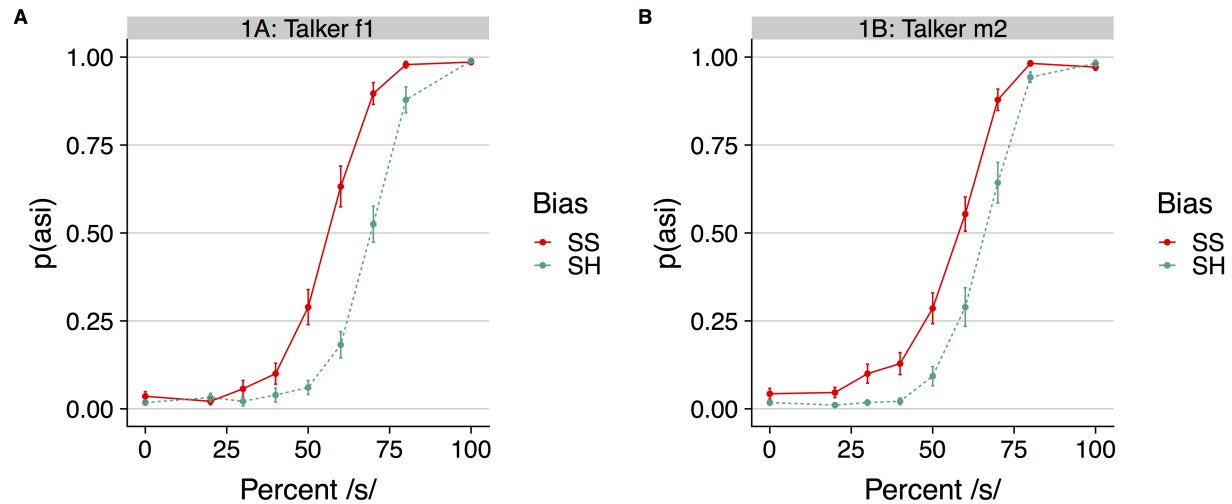 A
1A: Talker f1
1.00
0.75
0.50
0.25
0.00
p(asi)
0 25 50 75 100
Percent /s/
Bias
SS
SH
B
1B: Talker m2
1.00
0.75
0.50
0.25
0.00
p(asi)
0 25 50 75 100
Percent /s/
Bias
SS
SH